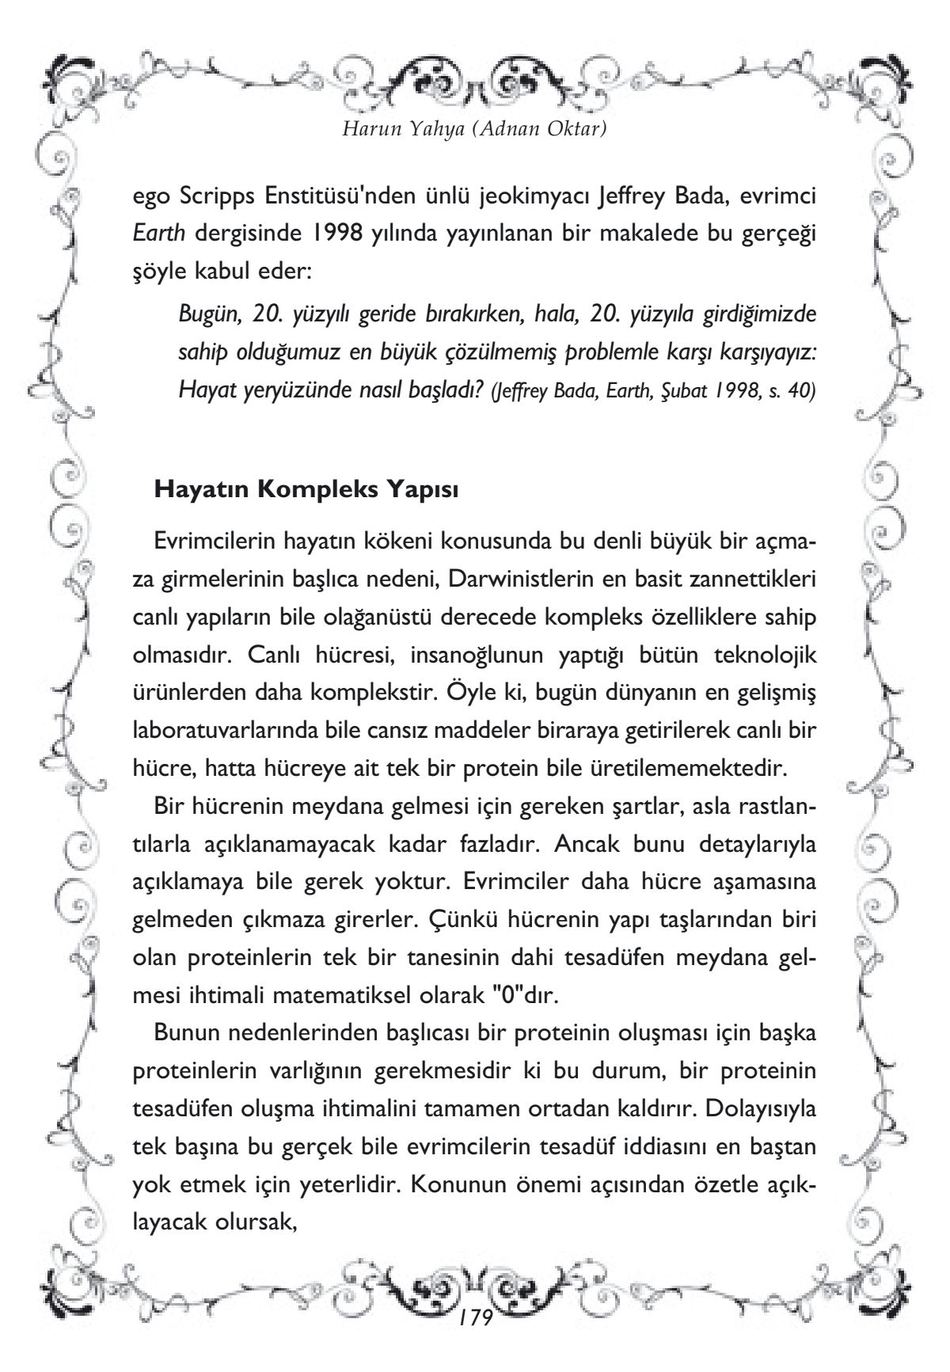 Harun Yahya (Adnan Oktar)
ego Scripps Enstitüsü'nden ünlü jeokimyacı Jeffrey Bada, evrimci
Earth dergisinde 1998 yılında yayınlanan bir makalede bu gerçeği
şöyle kabul eder:
Bugün, 20. yüzyılı geride bırakırken, hala, 20. yüzyıla girdiğimizde
sahip olduğumuz en büyük çözülmemiş problemle karşı karşıyayız:
Hayat yeryüzünde nasıl başladı? (Jeffrey Bada, Earth, Şubat 1998, s. 40)
Hayatın Kompleks Yapısı
Evrimcilerin hayatın kökeni konusunda bu denli büyük bir açma-
za girmelerinin başlıca nedeni, Darwinistlerin en basit zannettikleri
canlı yapıların bile olağanüstü derecede kompleks özelliklere sahip
olmasıdır. Canlı hücresi, insanoğlunun yaptığı bütün teknolojik
ürünlerden daha komplekstir. Öyle ki, bugün dünyanın en gelişmiş
laboratuvarlarında bile cansız maddeler biraraya getirilerek canlı bir
hücre, hatta hücreye ait tek bir protein bile üretilememektedir.
Bir hücrenin meydana gelmesi için gereken şartlar, asla rastlan-
tılarla açıklanamayacak kadar fazladır. Ancak bunu detaylarıyla
açıklamaya bile gerek yoktur. Evrimciler daha hücre aşamasına
gelmeden çıkmaza girerler. Çünkü hücrenin yapı taşlarından biri
olan proteinlerin tek bir tanesinin dahi tesadüfen meydana gel-
mesi ihtimali matematiksel olarak "0"dır.
Bunun nedenlerinden başlıcası bir proteinin oluşması için başka
proteinlerin varlığının gerekmesidir ki bu durum, bir proteinin
tesadüfen oluşma ihtimalini tamamen ortadan kaldırır. Dolayısıyla
tek başına bu gerçek bile evrimcilerin tesadüf iddiasını en baştan
yok etmek için yeterlidir. Konunun önemi açısından özetle açık-
layacak olursak,
179